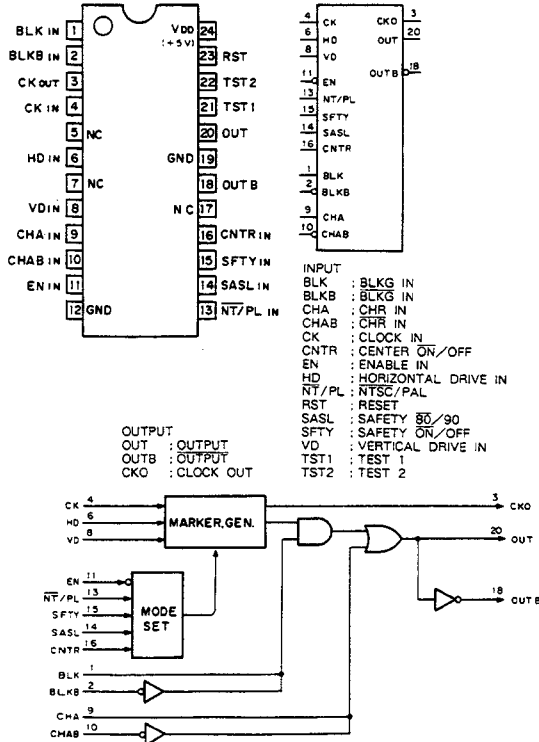 BLK IN 1
BLKB IN 2
CK OUT 3
CK IN 4
5 NC
HD IN 6
7 NC
VD IN 8
CHA IN 9
CHAB IN 10
EN IN 11
12 GND
VDD 24
(+5V)
23 RST
22 TST2
21 TST1
20 OUT
GND 19
18 OUTB
NC 17
16 CNTR IN
15 SFTY IN
14 SASL IN
13 NT/PL IN
4 CK
6 HD
8 VD
11 EN
13 NT/PL
15 SFTY
14 SASL
16 CNTR
1 BLK
2 BLKB
9 CHA
10 CHAB
CKO 3
OUT 20
OUTB 18
INPUT
BLK : BLKG IN
BLKB : BLKG IN
CHA : CHR IN
CHAB : CHR IN
CK : CLOCK IN
CNTR : CENTER ON/OFF
EN : ENABLE IN
HD : HORIZONTAL DRIVE IN
NT/PL : NTSC/PAL
RST : RESET
SASL : SAFETY 80/90
SFTY : SAFETY ON/OFF
VD : VERTICAL DRIVE IN
TST1 : TEST 1
TST2 : TEST 2
OUTPUT
OUT : OUTPUT
OUTB : OUTPUT
CKO : CLOCK OUT
CK 4
HD 6
VD 8
MARKER, GEN.
3 CKO
20 OUT
18 OUTB
EN 11
NT/PL 13
SFTY 15
SASL 14
CNTR 16
MODE
SET
BLK 1
BLKB 2
CHA 9
CHAB 10